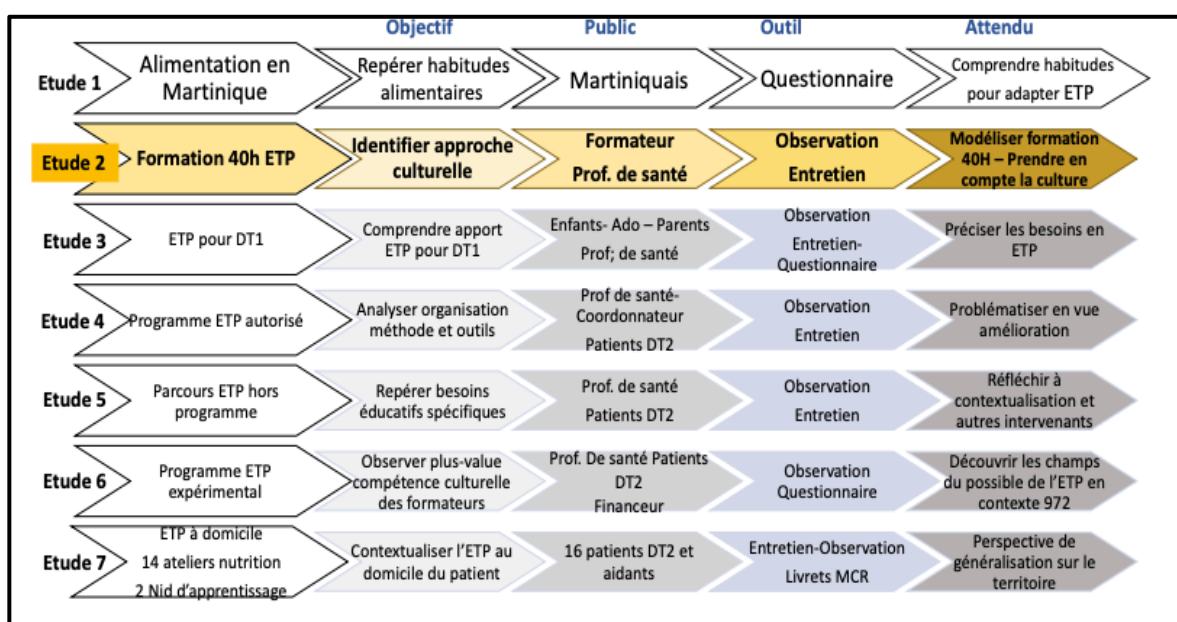 Objectif Public Outil Attendu
Etude 1
Alimentation en
Martinique
Repérer habitudes
alimentaires
Martiniquais
Questionnaire
Comprendre habitudes
pour adapter ETP
Etude 2
Formation 40h ETP
Identifier approche
culturelle
Formateur
Prof. de santé
Observation
Entretien
Modéliser formation
40H – Prendre en
compte la culture
Etude 3
ETP pour DT1
Comprendre apport
ETP pour DT1
Enfants- Ado – Parents
Prof; de santé
Observation
Entretien-
Questionnaire
Préciser les besoins en
ETP
Etude 4
Programme ETP autorisé
Analyser organisation
méthode et outils
Prof de santé-
Coordonnateur
Patients DT2
Observation
Entretien
Problématiser en vue
amélioration
Etude 5
Parcours ETP hors
programme
Repérer besoins
éducatifs spécifiques
Prof. de santé
Patients DT2
Observation
Entretien
Réfléchir à
contextualisation et
autres intervenants
Etude 6
Programme ETP
expérimental
Observer plus-value
compétence culturelle
des formateurs
Prof. De santé Patients
DT2
Financeur
Observation
Questionnaire
Découvrir les champs
du possible de l’ETP en
contexte 972
Etude 7
ETP à domicile
14 ateliers nutrition
2 Nid d’apprentissage
Contextualiser l’ETP au
domicile du patient
16 patients DT2 et
aidants
Entretien-Observation
Livrets MCR
Perspective de
généralisation sur le
territoire